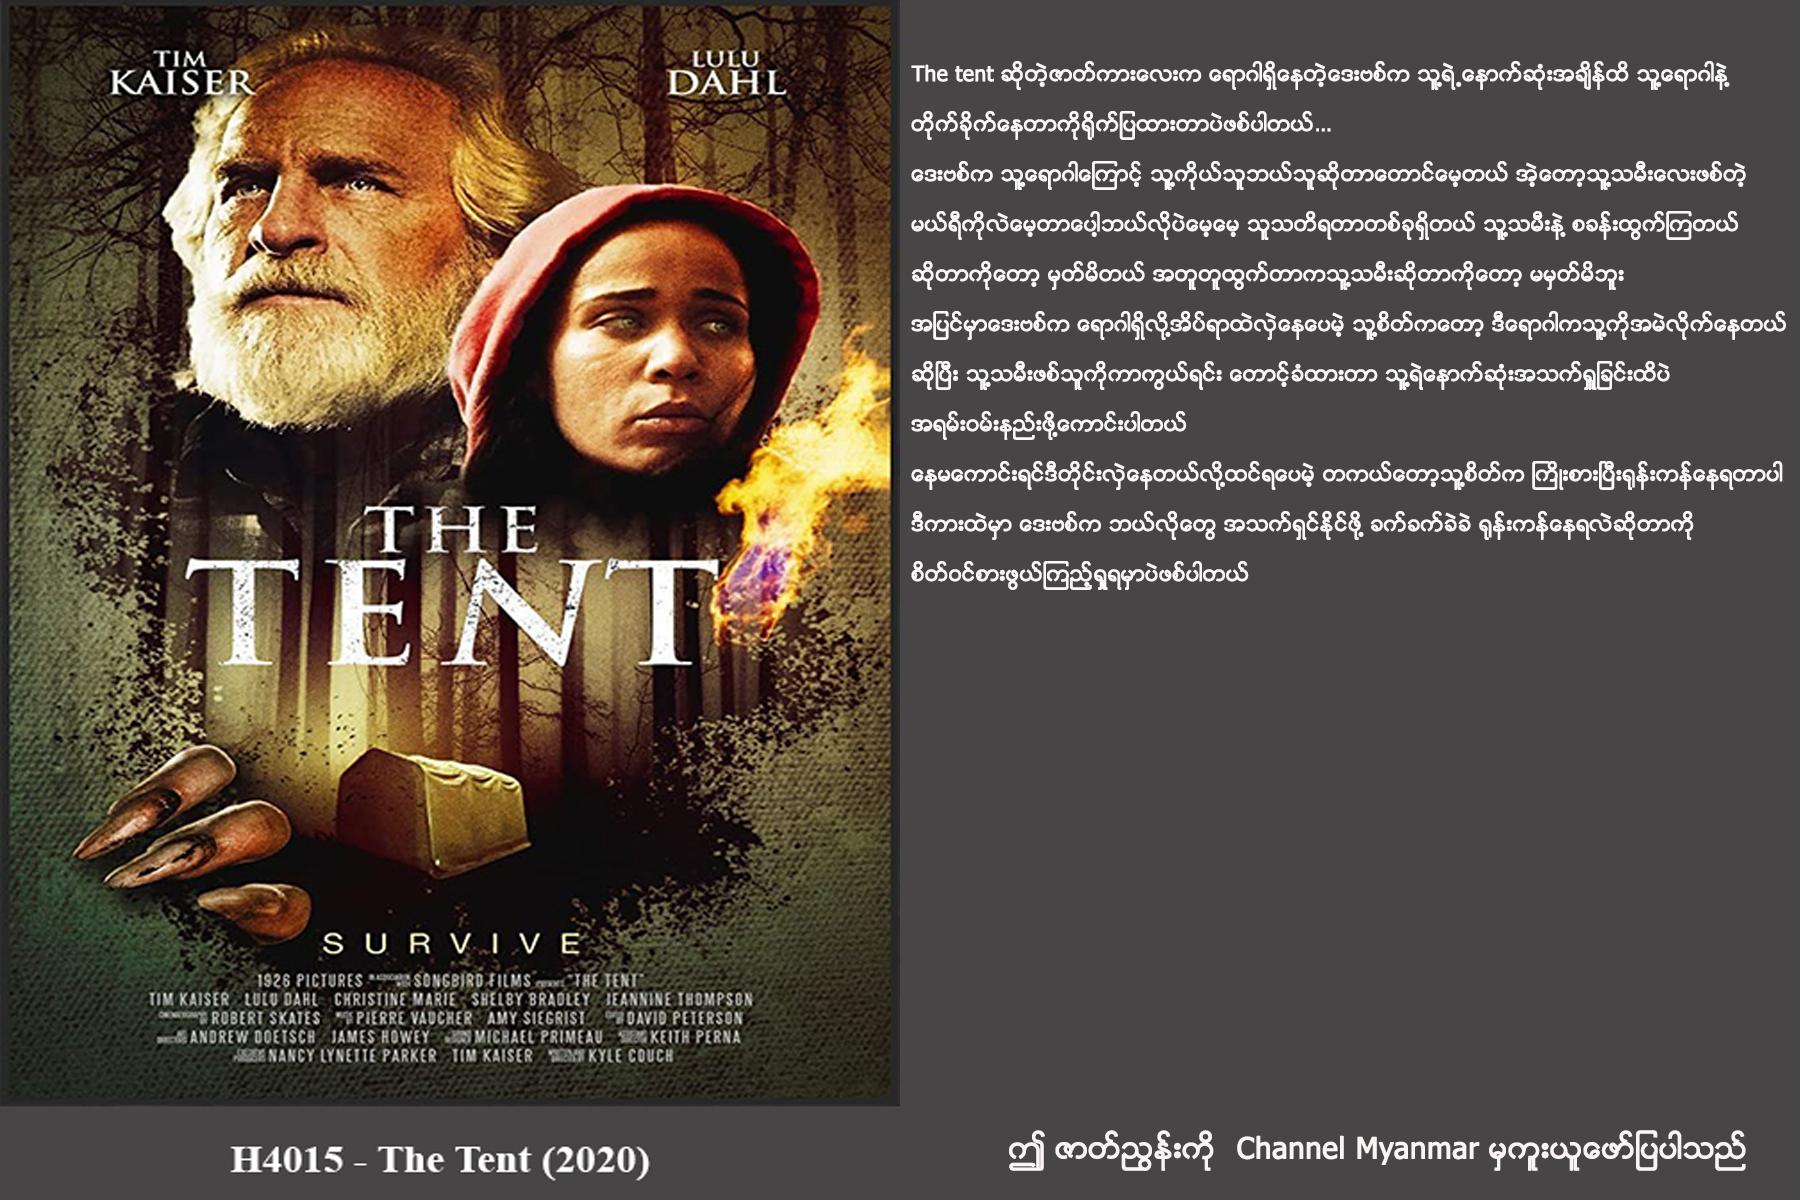 TIM
KAISER
LULU
DAHL
THE
TENT
SURVIVE
1926 PICTURES SONGBIRD FILMS "THE TENT"
TIM KAISER LULU DAHL CHRISTINE MARIE SHELBY BRADLEY JEANNINE THOMPSON
ROBERT SKATES PIERRE VAUCHER AMY SIEGRIST DAVID PETERSON
ANDREW DOETSCH JAMES HOWEY MICHAEL PRIMEAU KEITH PERNA
NANCY LYNETTE PARKER TIM KAISER KYLE COUCH
H4015 - The Tent (2020)
The tent ဆိုတဲ့ဇာတ်ကားလေးက ရောဂါရှိနေတဲ့ဒေးဗစ်က သူ့ရဲ့နောက်ဆုံးအချိန်ထိ သူ့ရောဂါနဲ့
တိုက်ခိုက်နေတာကိုရိုက်ပြထားတာပဲဖြစ်ပါတယ်...
ဒေးဗစ်က သူ့ရောဂါကြောင့် သူ့ကိုယ်သူဘယ်သူဆိုတာတောင်မေ့တယ် အဲ့တော့သူ့သမီးလေးဖြစ်တဲ့
မယ်ရီကိုလဲမေ့တာပေါ့ဘယ်လိုပဲမေ့မေ့ သူသတိရတာတစ်ခုရှိတယ် သူ့သမီးနဲ့ စခန်းထွက်ကြတယ်
ဆိုတာကိုတော့ မှတ်မိတယ် အတူတူထွက်တာကသူ့သမီးဆိုတာကိုတော့ မမှတ်မိဘူး
အပြင်မှာဒေးဗစ်က ရောဂါရှိလို့အိပ်ရာထဲလှဲနေပေမဲ့ သူ့စိတ်ကတော့ ဒီရောဂါကသူ့ကိုအမဲလိုက်နေတယ်
ဆိုပြီး သူ့သမီးဖြစ်သူကိုကာကွယ်ရင်း တောင့်ခံထားတာ သူ့ရဲနောက်ဆုံးအသက်ရှူခြင်းထိပဲ
အရမ်းဝမ်းနည်းဖို့ကောင်းပါတယ်
နေမကောင်းရင်ဒီတိုင်းလှဲနေတယ်လို့ထင်ရပေမဲ့ တကယ်တော့သူ့စိတ်က ကြိုးစားပြီးရုန်းကန်နေရတာပါ
ဒီကားထဲမှာ ဒေးဗစ်က ဘယ်လိုတွေ အသက်ရှင်နိုင်ဖို့ ခက်ခက်ခဲခဲ ရုန်းကန်နေရလဲဆိုတာကို
စိတ်ဝင်စားဖွယ်ကြည့်ရှုရမှာပဲဖြစ်ပါတယ်
ဤ ဇာတ်ညွှန်းကို Channel Myanmar မှကူးယူဖော်ပြပါသည်